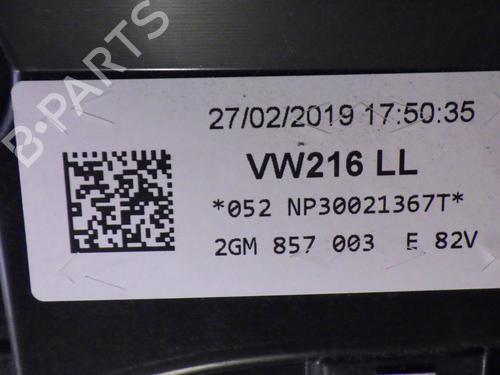 B-PARTS
27/02/2019 17:50:35
VW216 LL
*052 NP30021367T*
2GM 857 003 E 82V